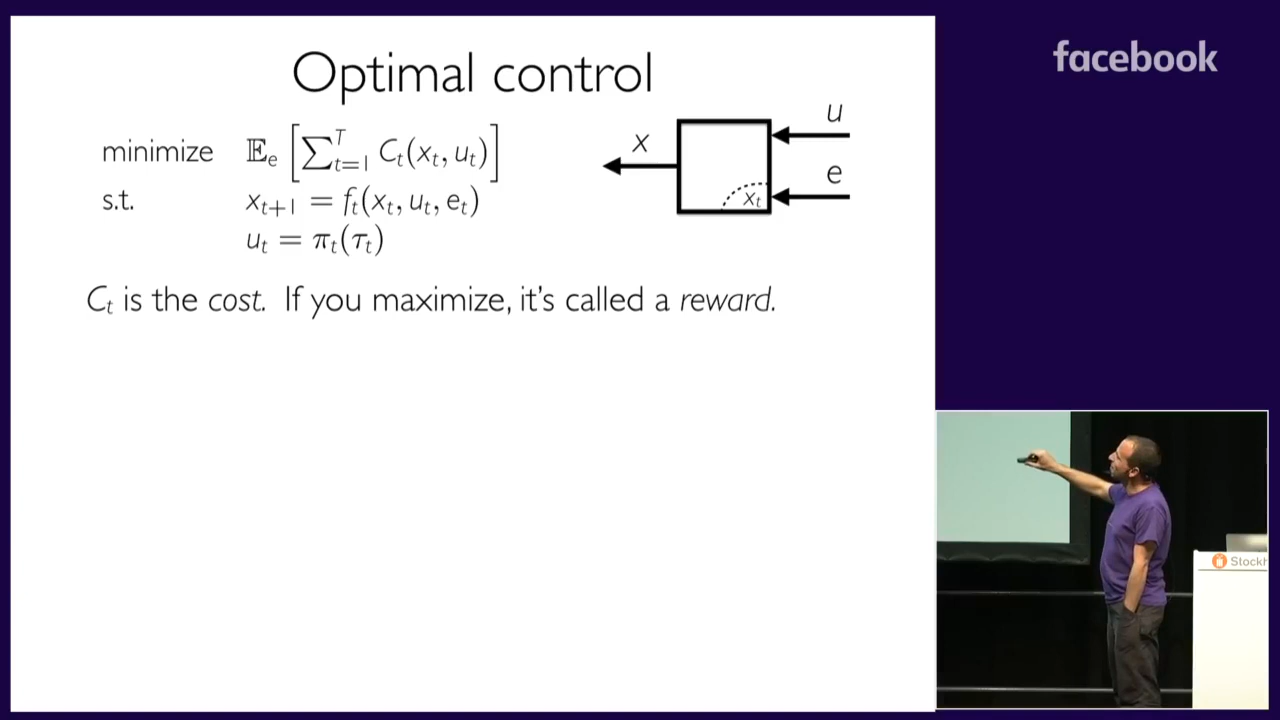 Optimal control
facebook
minimize 𝔼ₑ [∑ᵀₜ₌₁ Cₜ(xₜ, uₜ)]
s.t. xₜ₊₁ = fₜ(xₜ, uₜ, eₜ)
uₜ = πₜ(τₜ)
x
u
e
xₜ
Cₜ is the cost. If you maximize, it's called a reward.